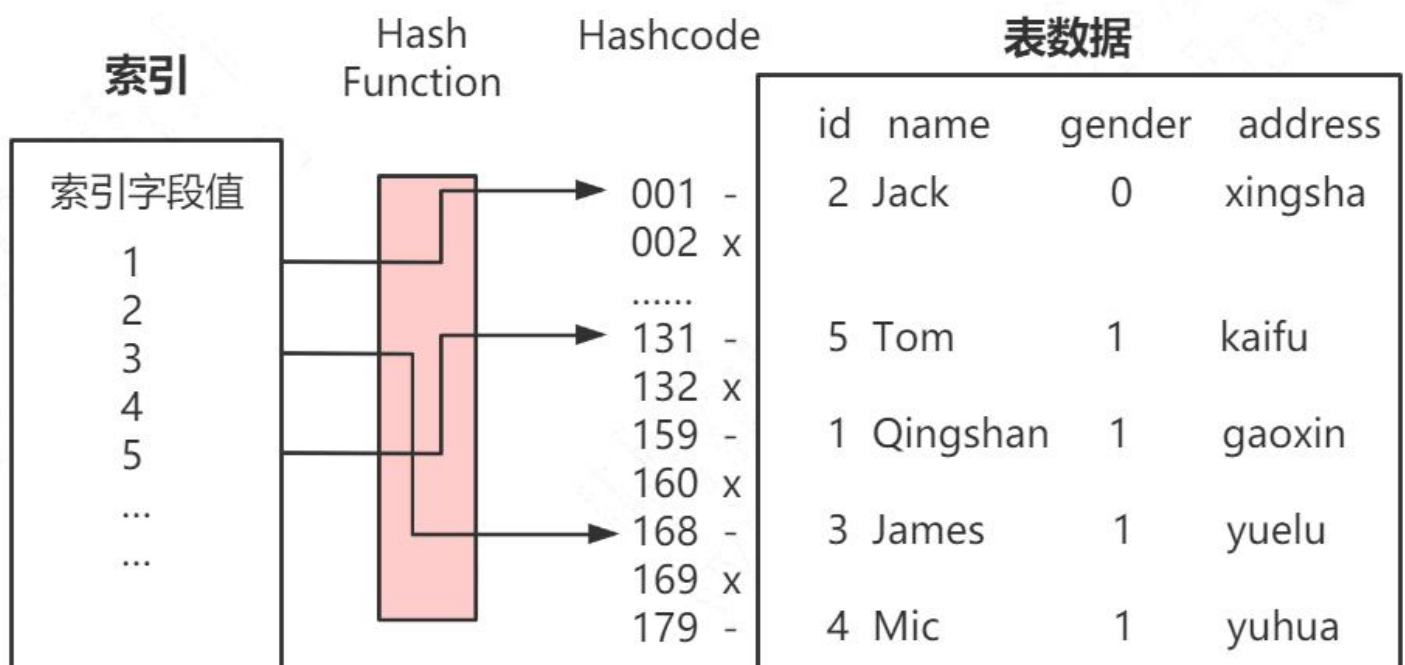 索引
Hash
Function
Hashcode
表数据
索引字段值
1
2
3
4
5
...
...
001 -
002 x
......
131 -
132 x
159 -
160 x
168 -
169 x
179 -
id name gender address
2 Jack 0 xingsha
5 Tom 1 kaifu
1 Qingshan 1 gaoxin
3 James 1 yuelu
4 Mic 1 yuhua